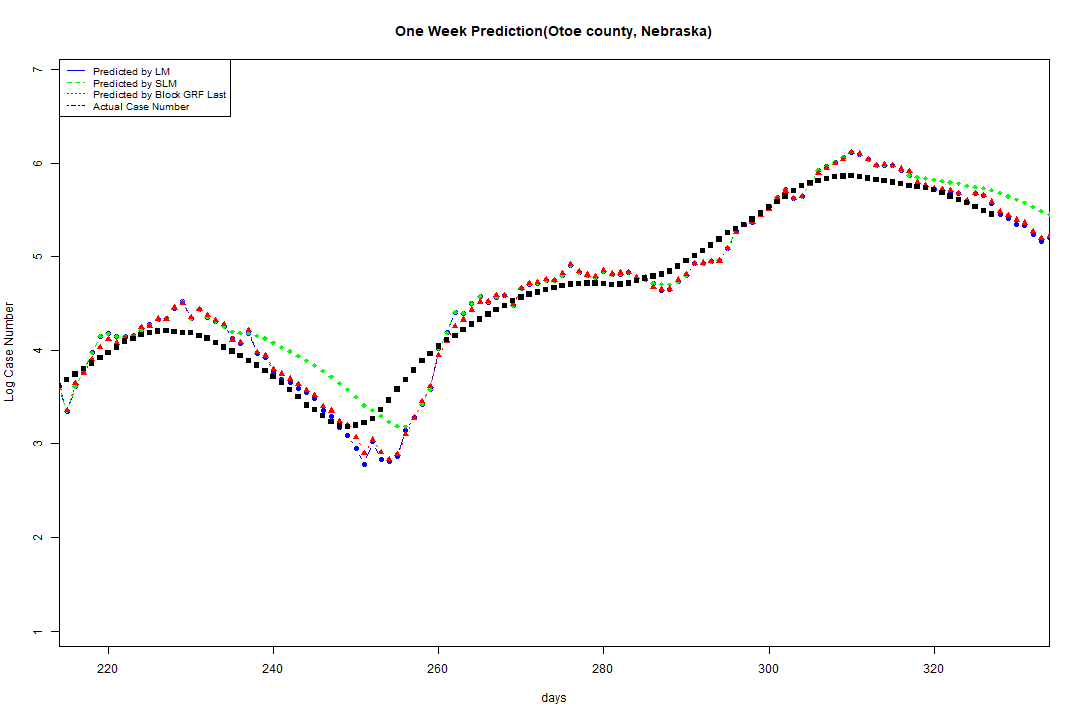 One Week Prediction(Otoe county, Nebraska)
Predicted by LM
Predicted by SLM
Predicted by Block GRF Last
Actual Case Number
7
6
5
4
3
2
1
Log Case Number
220 240 260 280 300 320
days